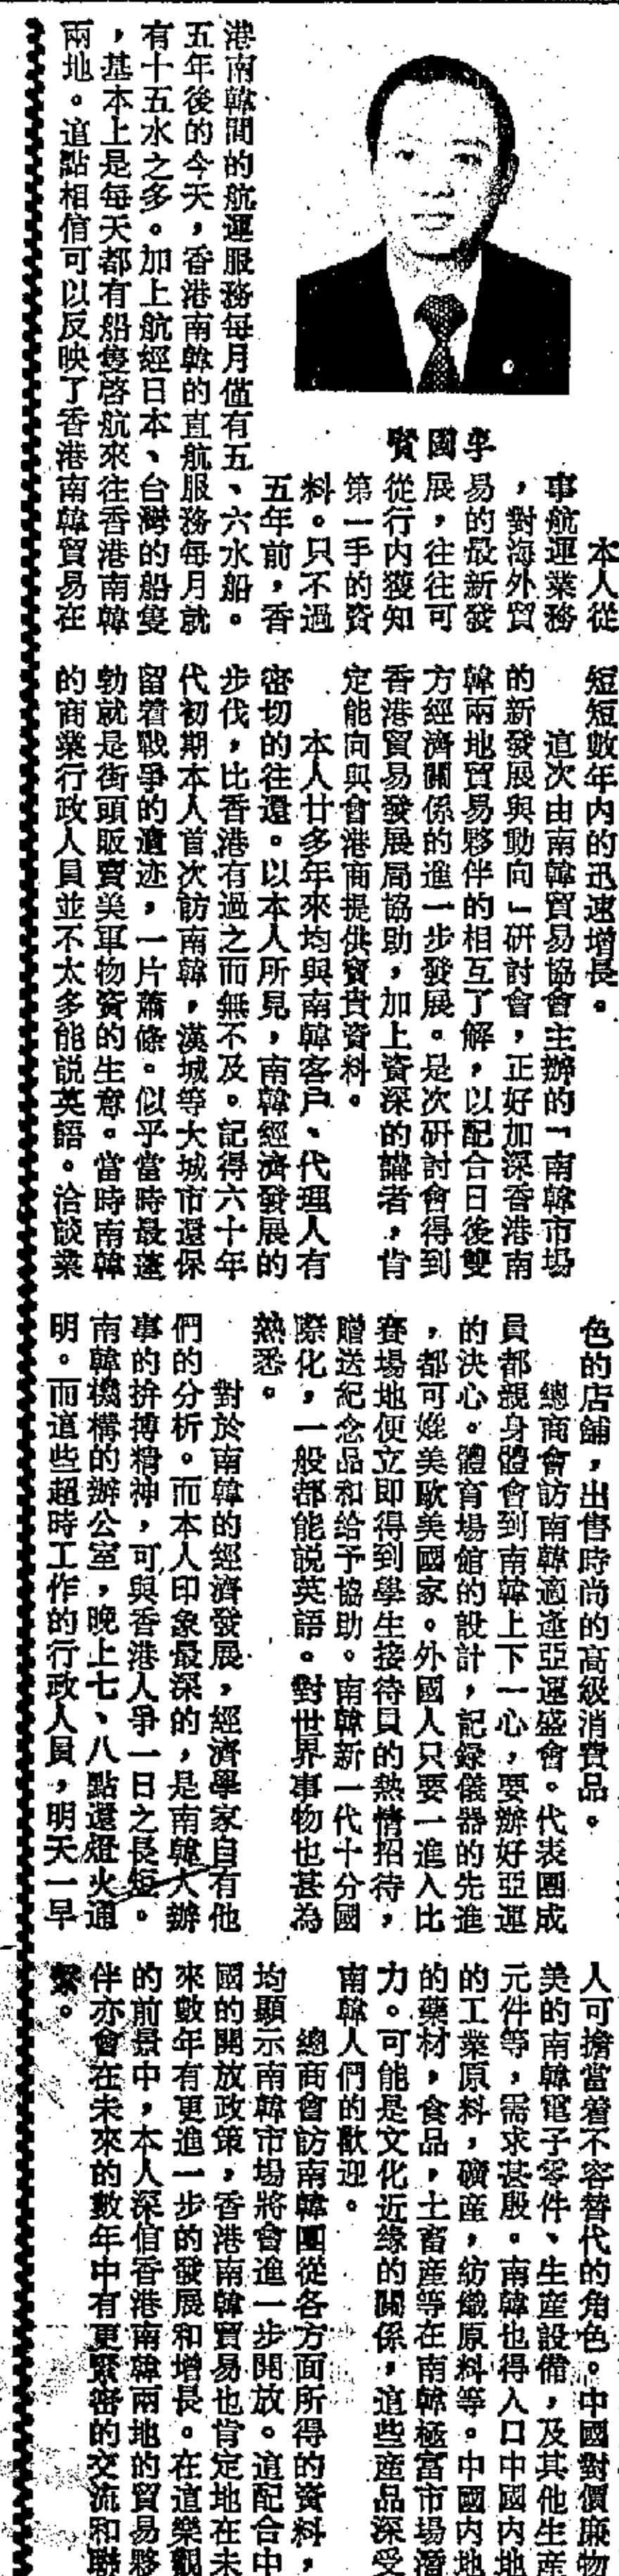 李國賢
本人從
事航運業務
，對海外貿
易的最新發
展，往往可
從行内獲知
第一手的資
料。只不過
五年前，香
港南韓間的航運服務每月僅有五、六水船。
五年後的今天，香港南韓的直航服務每月就
有十五水之多。加上航經日本、台灣的船隻
，基本上是每天都有船隻啓航來往香港南韓
兩地。這點相信可以反映了香港南韓貿易在
短短數年内的迅速增長。
這次由南韓貿易協會主辦的「南韓市場
的新發展與動向」研討會，正好加深香港南
韓兩地貿易夥伴的相互了解，以配合日後雙
方經濟關係的進一步發展。是次研討會得到
香港貿易發展局協助，加上資深的講者，肯
定能向與會港商提供寶貴資料。
本人廿多年來均與南韓客戶、代理人有
密切的往還。以本人所見，南韓經濟發展的
步伐，比香港有過之而無不及。記得六十年
代初期本人首次訪南韓，漢城等大城市還保
留着戰爭的遺迹，一片蕭條。似乎當時最蓬
勃就是街頭販賣美軍物資的生意。當時南韓
的商業行政人員並不太多能説英語。洽談業
色的店舖，出售時尚的高級消費品。
總商會訪南韓適逢亞運盛會。代表團成
員都親身體會到南韓上下一心，要辦好亞運
的決心。體育場館的設計，記録儀器的先進
，都可媲美歐美國家。外國人只要一進入比
賽場地便立即得到學生接待員的熱情招待，
贈送紀念品和給予協助。南韓新一代十分國
際化，一般都能説英語。對世界事物也甚為
熱悉。
對於南韓的經濟發展，經濟學家自有他
們的分析。而本人印象最深的，是南韓人辦
事的拚搏精神，可與香港人爭一日之長短。
南韓機構的辦公室，晚上七、八點還燈火通
明。而這些超時工作的行政人員，明天一早
人可擔當着不容替代的角色。中國對價廉物
美的南韓電子零件、生産設備，及其他生産
元件等，需求甚殷。南韓也得入口中國内地
的工業原料，礦産，紡織原料等。中國内地
的藥材，食品，土畜産等在南韓極富市場潛
力。可能是文化近緣的關係，這些産品深受
南韓人們的歡迎。
總商會訪南韓團從各方面所得的資料，
均顯示南韓市場將會進一步開放。這配合中
國的開放政策，香港南韓貿易也肯定地在未
來數年有更進一步的發展和增長。在這樂觀
的前景中，本人深信香港南韓兩地的貿易夥
伴亦會在未來的數年中有更緊密的交流和聯
繫。